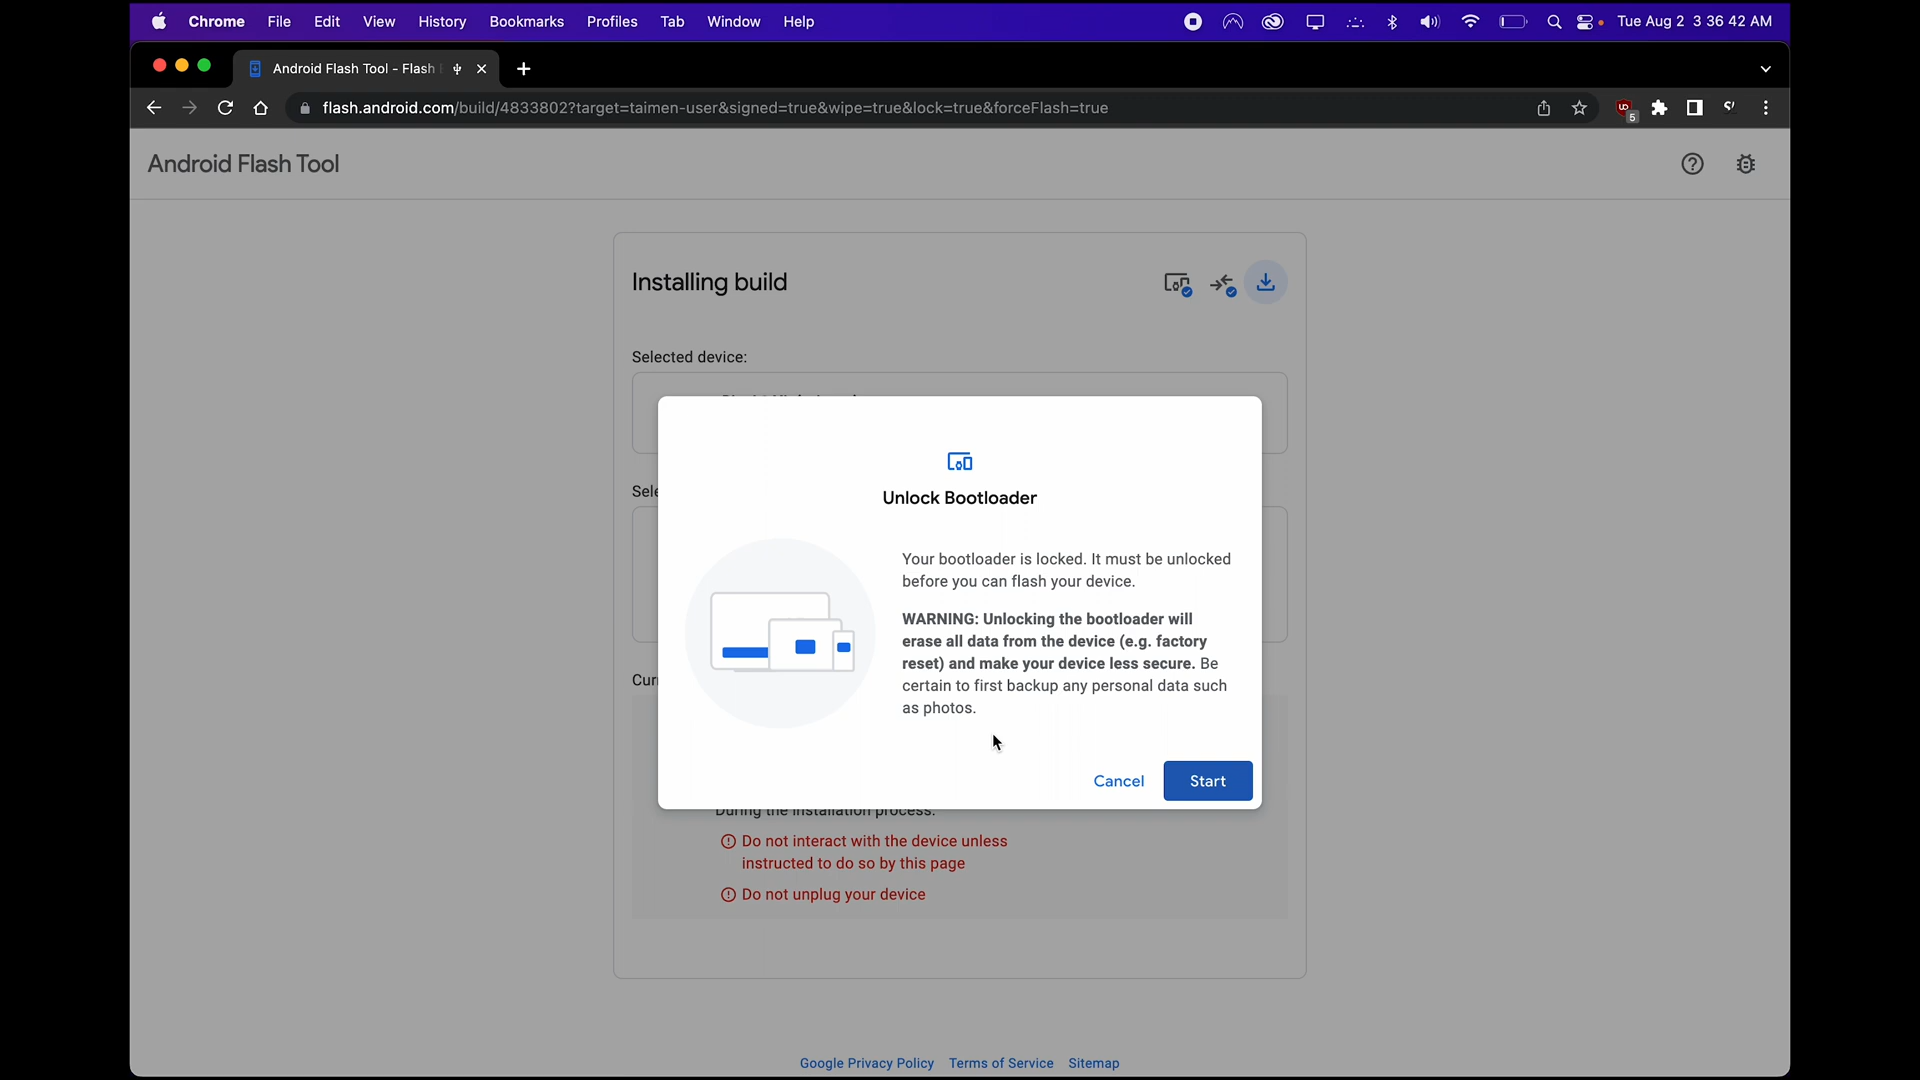 Chrome File Edit View History Bookmarks Profiles Tab Window Help Tue Aug 2 3 36 42 AM
Android Flash Tool - Flash
flash.android.com/build/4833802?target=taimen-user&signed=true&wipe=true&lock=true&forceFlash=true
5
Android Flash Tool
Installing build
Selected device:
Unlock Bootloader
Your bootloader is locked. It must be unlocked
before you can flash your device.
WARNING: Unlocking the bootloader will
erase all data from the device (e.g. factory
reset) and make your device less secure. Be
certain to first backup any personal data such
as photos.
Cancel Start
During the installation process:
Do not interact with the device unless
instructed to do so by this page
Do not unplug your device
Google Privacy Policy Terms of Service Sitemap